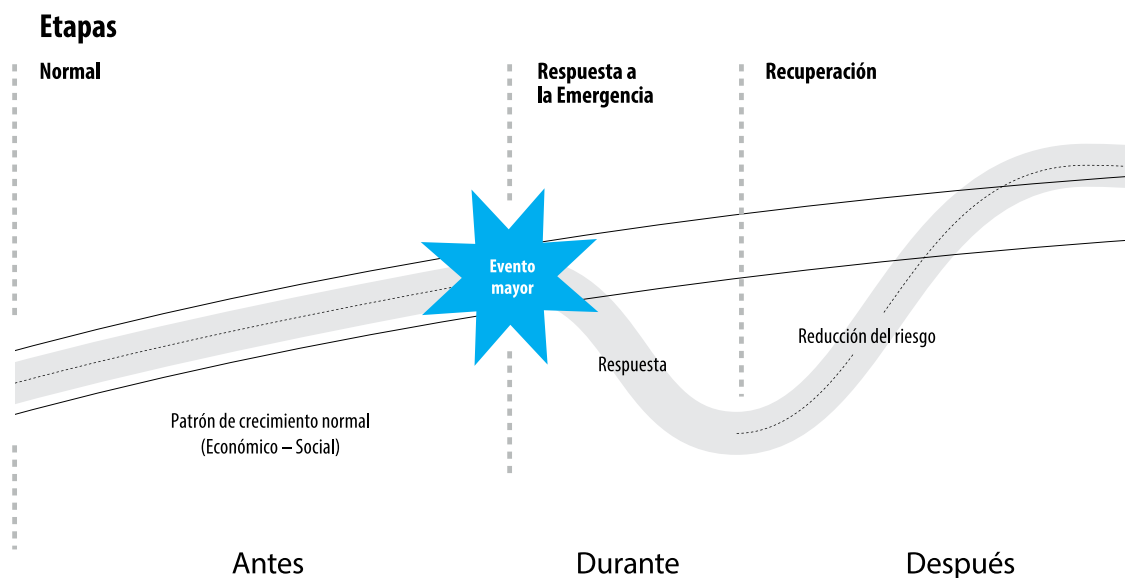 Etapas
Normal
Respuesta a
la Emergencia
Recuperación
Evento
mayor
Reducción del riesgo
Respuesta
Patrón de crecimiento normal
(Económico – Social)
Antes
Durante
Después